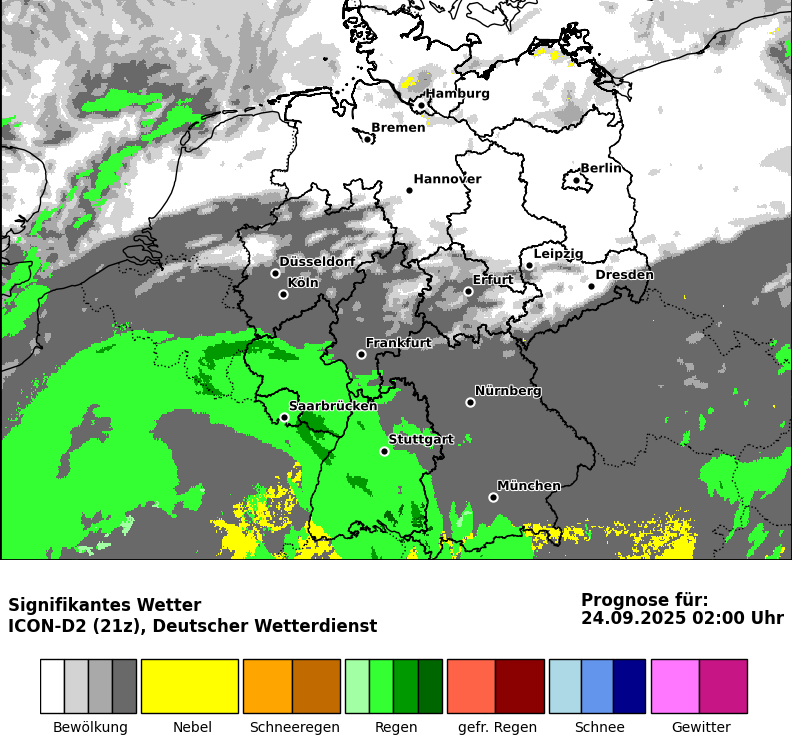 Hamburg
Bremen
Berlin
Hannover
Leipzig
Düsseldorf
Dresden
Köln
Erfurt
Frankfurt
Nürnberg
Saarbrücken
Stuttgart
München
Signifikantes Wetter
ICON-D2 (21z), Deutscher Wetterdienst
Prognose für:
24.09.2025 02:00 Uhr
Bewölkung Nebel Schneeregen Regen gefr. Regen Schnee Gewitter